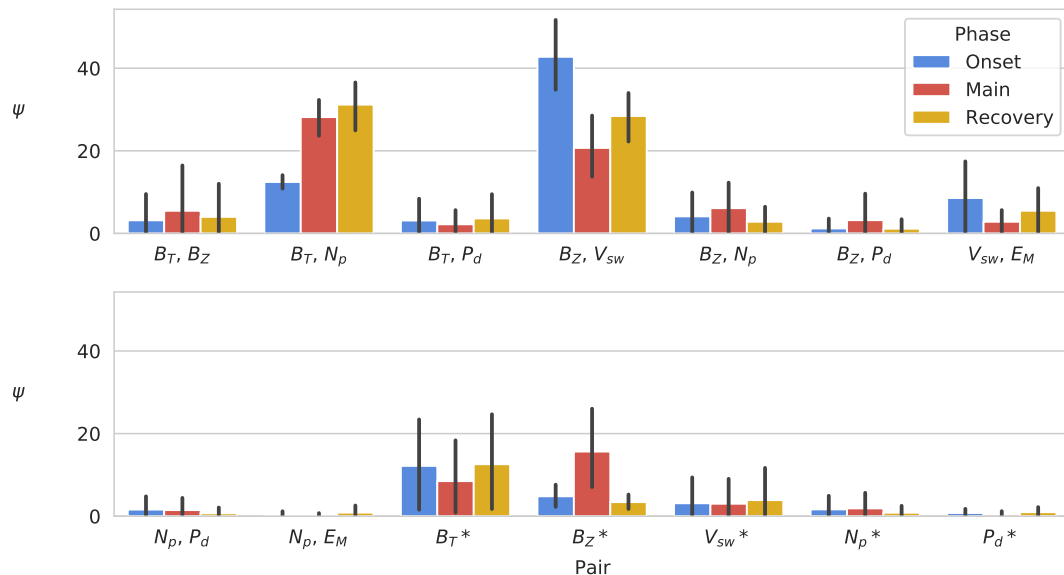 Phase
Onset
Main
Recovery
ψ
40
20
0
B_T, B_Z B_T, N_p B_T, P_d B_Z, V_sw B_Z, N_p B_Z, P_d V_sw, E_M
ψ
40
20
0
N_p, P_d N_p, E_M B_T* B_Z* V_sw* N_p* P_d*
Pair